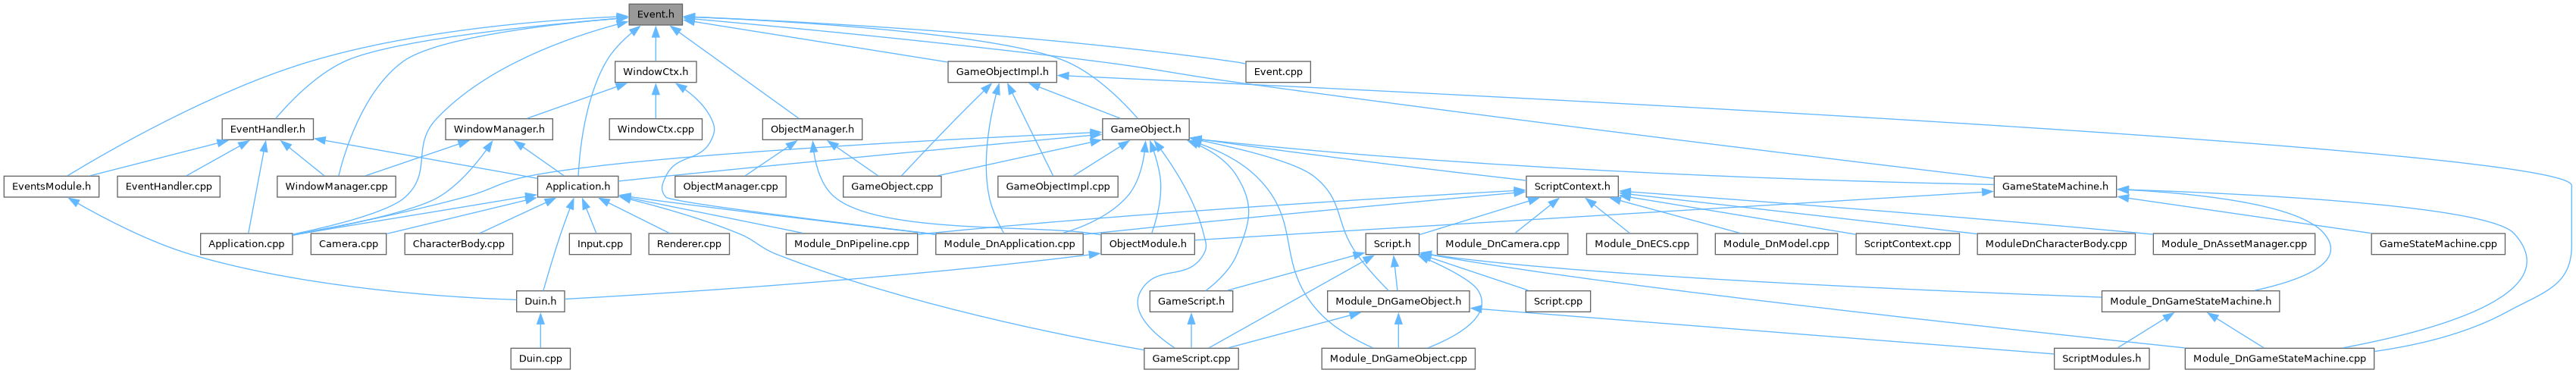 Event.h
WindowCtx.h
GameObjectImpl.h
Event.cpp
EventHandler.h
WindowManager.h
WindowCtx.cpp
ObjectManager.h
GameObject.h
EventsModule.h
EventHandler.cpp
WindowManager.cpp
Application.h
ObjectManager.cpp
GameObject.cpp
GameObjectImpl.cpp
ScriptContext.h
GameStateMachine.h
Application.cpp
Camera.cpp
CharacterBody.cpp
Input.cpp
Renderer.cpp
Module_DnPipeline.cpp
Module_DnApplication.cpp
ObjectModule.h
Script.h
Module_DnCamera.cpp
Module_DnECS.cpp
Module_DnModel.cpp
ScriptContext.cpp
ModuleDnCharacterBody.cpp
Module_DnAssetManager.cpp
GameStateMachine.cpp
Duin.h
GameScript.h
Module_DnGameObject.h
Script.cpp
Module_DnGameStateMachine.h
Duin.cpp
GameScript.cpp
Module_DnGameObject.cpp
ScriptModules.h
Module_DnGameStateMachine.cpp